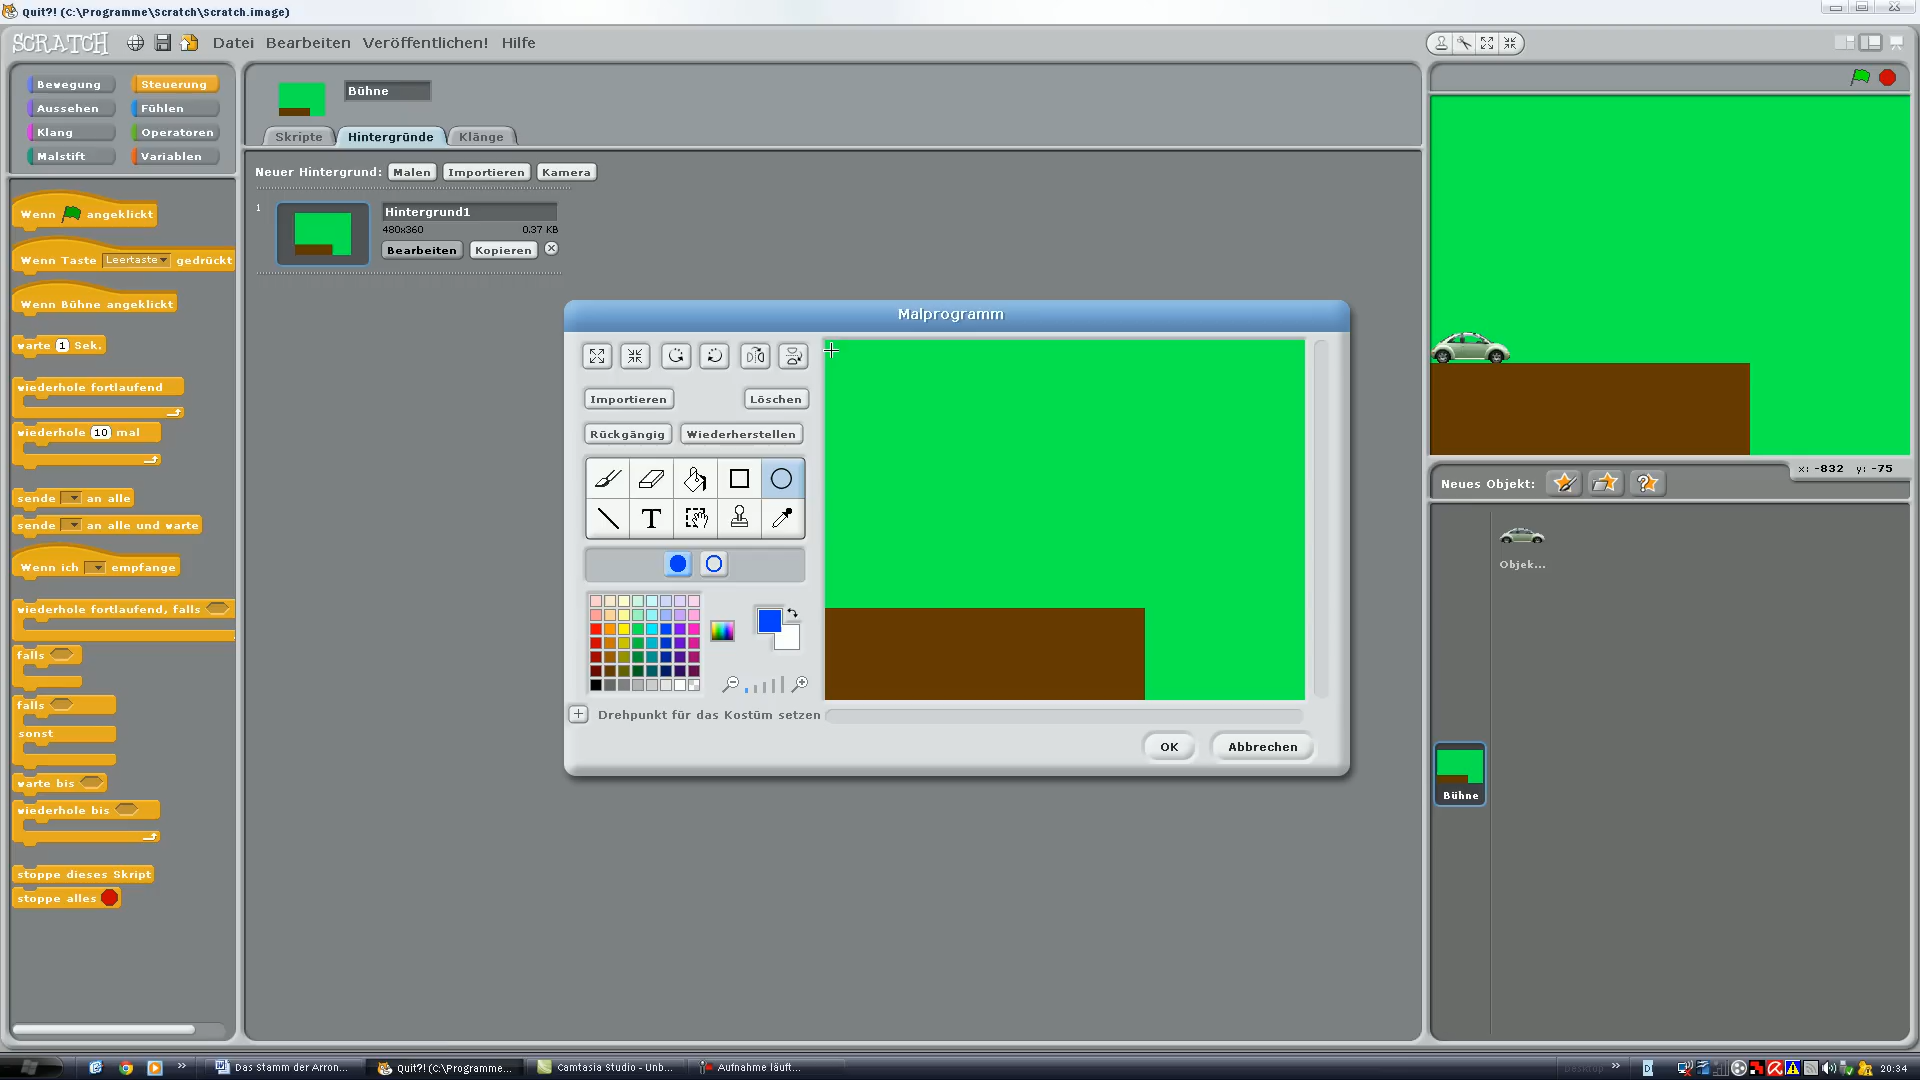 Quit?! (C:\Programme\Scratch\Scratch.image)
SCRATCH Datei Bearbeiten Veröffentlichen! Hilfe
Bewegung Steuerung
Aussehen Fühlen
Klang Operatoren
Malstift Variablen
Wenn angeklickt
Wenn Taste Leertaste gedrückt
Wenn Bühne angeklickt
warte 1 Sek.
wiederhole fortlaufend
wiederhole 10 mal
sende an alle
sende an alle und warte
Wenn ich empfange
wiederhole fortlaufend, falls
falls
falls
sonst
warte bis
wiederhole bis
stoppe dieses Skript
stoppe alles
Bühne
Skripte Hintergründe Klänge
Neuer Hintergrund: Malen Importieren Kamera
1
Hintergrund1
480x360 0.37 KB
Bearbeiten Kopieren
Malprogramm
Importieren Löschen
Rückgängig Wiederherstellen
T
Drehpunkt für das Kostüm setzen
OK Abbrechen
x: -832 y: -75
Neues Objekt:
Objek...
Bühne
Das Stamm der Arron... Quit?! (C:\Programme... Camtasia Studio - Unb... Aufnahme läuft... Desktop 20:34